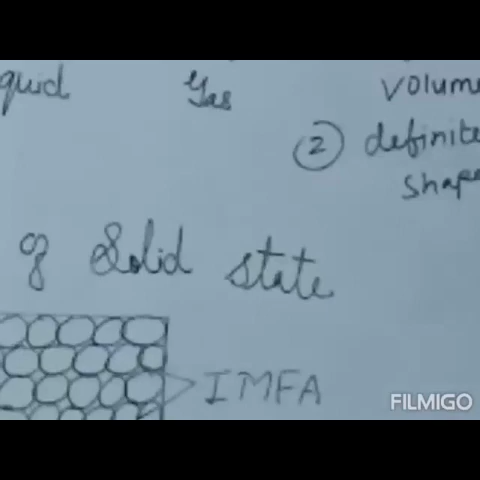 quid Gas volume
② definite
shape
of Solid state
IMFA
FILMIGO